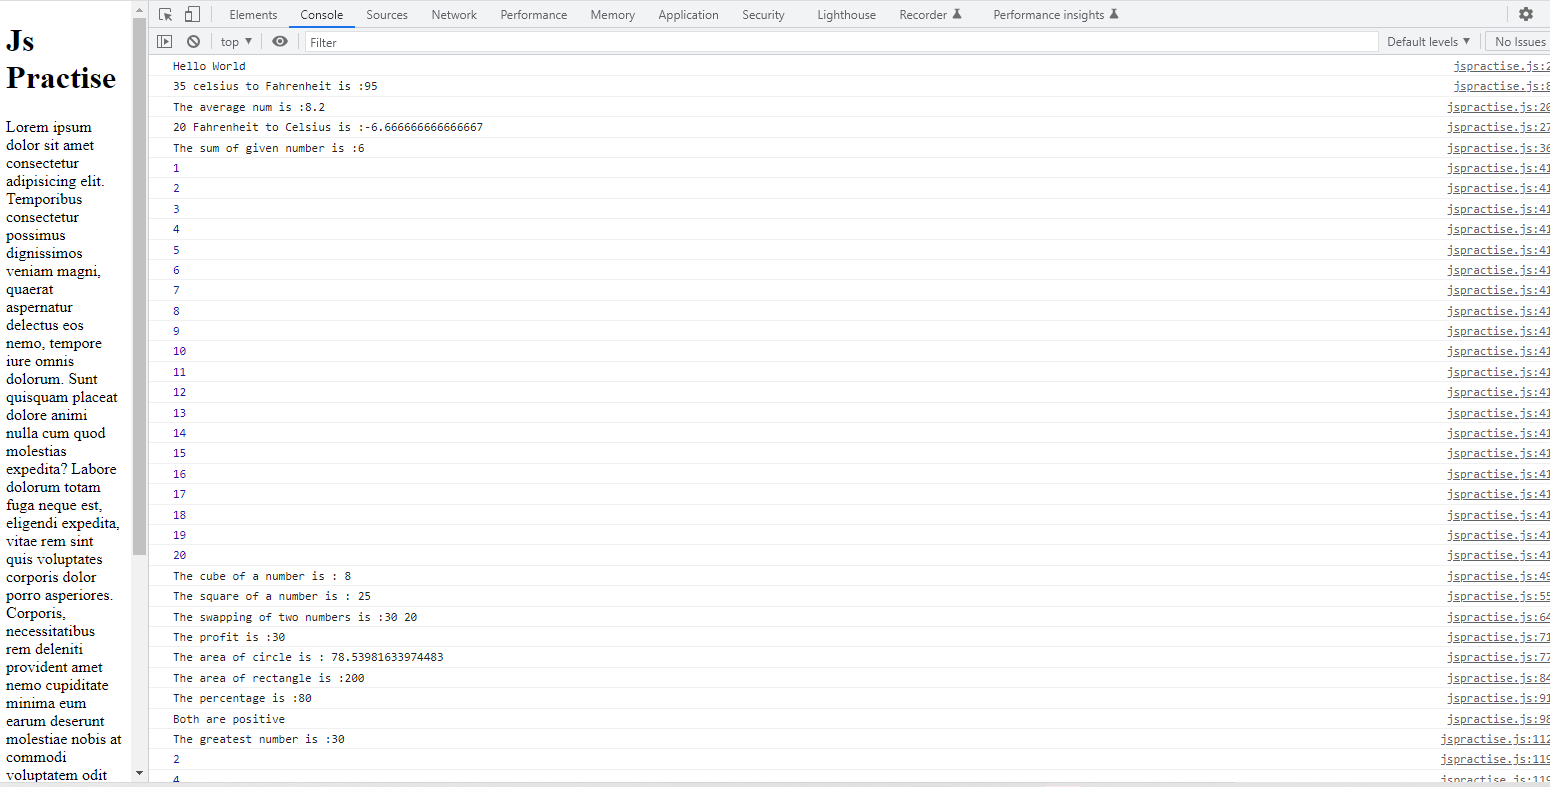 Js
Practise
Lorem ipsum
dolor sit amet
consectetur
adipisicing elit.
Temporibus
consectetur
possimus
dignissimos
veniam magni,
quaerat
aspernatur
delectus eos
nemo, tempore
iure omnis
dolorum. Sunt
quisquam placeat
dolore animi
nulla cum quod
molestias
expedita? Labore
dolorum totam
fuga neque est,
eligendi expedita,
vitae rem sint
quis voluptates
corporis dolor
porro asperiores.
Corporis,
necessitatibus
rem deleniti
provident amet
nemo cupiditate
minima eum
earum deserunt
molestiae nobis at
commodi
voluptatem odit
Elements Console Sources Network Performance Memory Application Security Lighthouse Recorder Performance insights
top Filter Default levels No Issues
Hello World jspractise.js:2
35 celsius to Fahrenheit is :95 jspractise.js:8
The average num is :8.2 jspractise.js:20
20 Fahrenheit to Celsius is :-6.666666666666667 jspractise.js:27
The sum of given number is :6 jspractise.js:36
1 jspractise.js:41
2 jspractise.js:41
3 jspractise.js:41
4 jspractise.js:41
5 jspractise.js:41
6 jspractise.js:41
7 jspractise.js:41
8 jspractise.js:41
9 jspractise.js:41
10 jspractise.js:41
11 jspractise.js:41
12 jspractise.js:41
13 jspractise.js:41
14 jspractise.js:41
15 jspractise.js:41
16 jspractise.js:41
17 jspractise.js:41
18 jspractise.js:41
19 jspractise.js:41
20 jspractise.js:41
The cube of a number is : 8 jspractise.js:49
The square of a number is : 25 jspractise.js:55
The swapping of two numbers is :30 20 jspractise.js:64
The profit is :30 jspractise.js:71
The area of circle is : 78.53981633974483 jspractise.js:77
The area of rectangle is :200 jspractise.js:84
The percentage is :80 jspractise.js:91
Both are positive jspractise.js:98
The greatest number is :30 jspractise.js:112
2 jspractise.js:119
4 jspractise.js:119